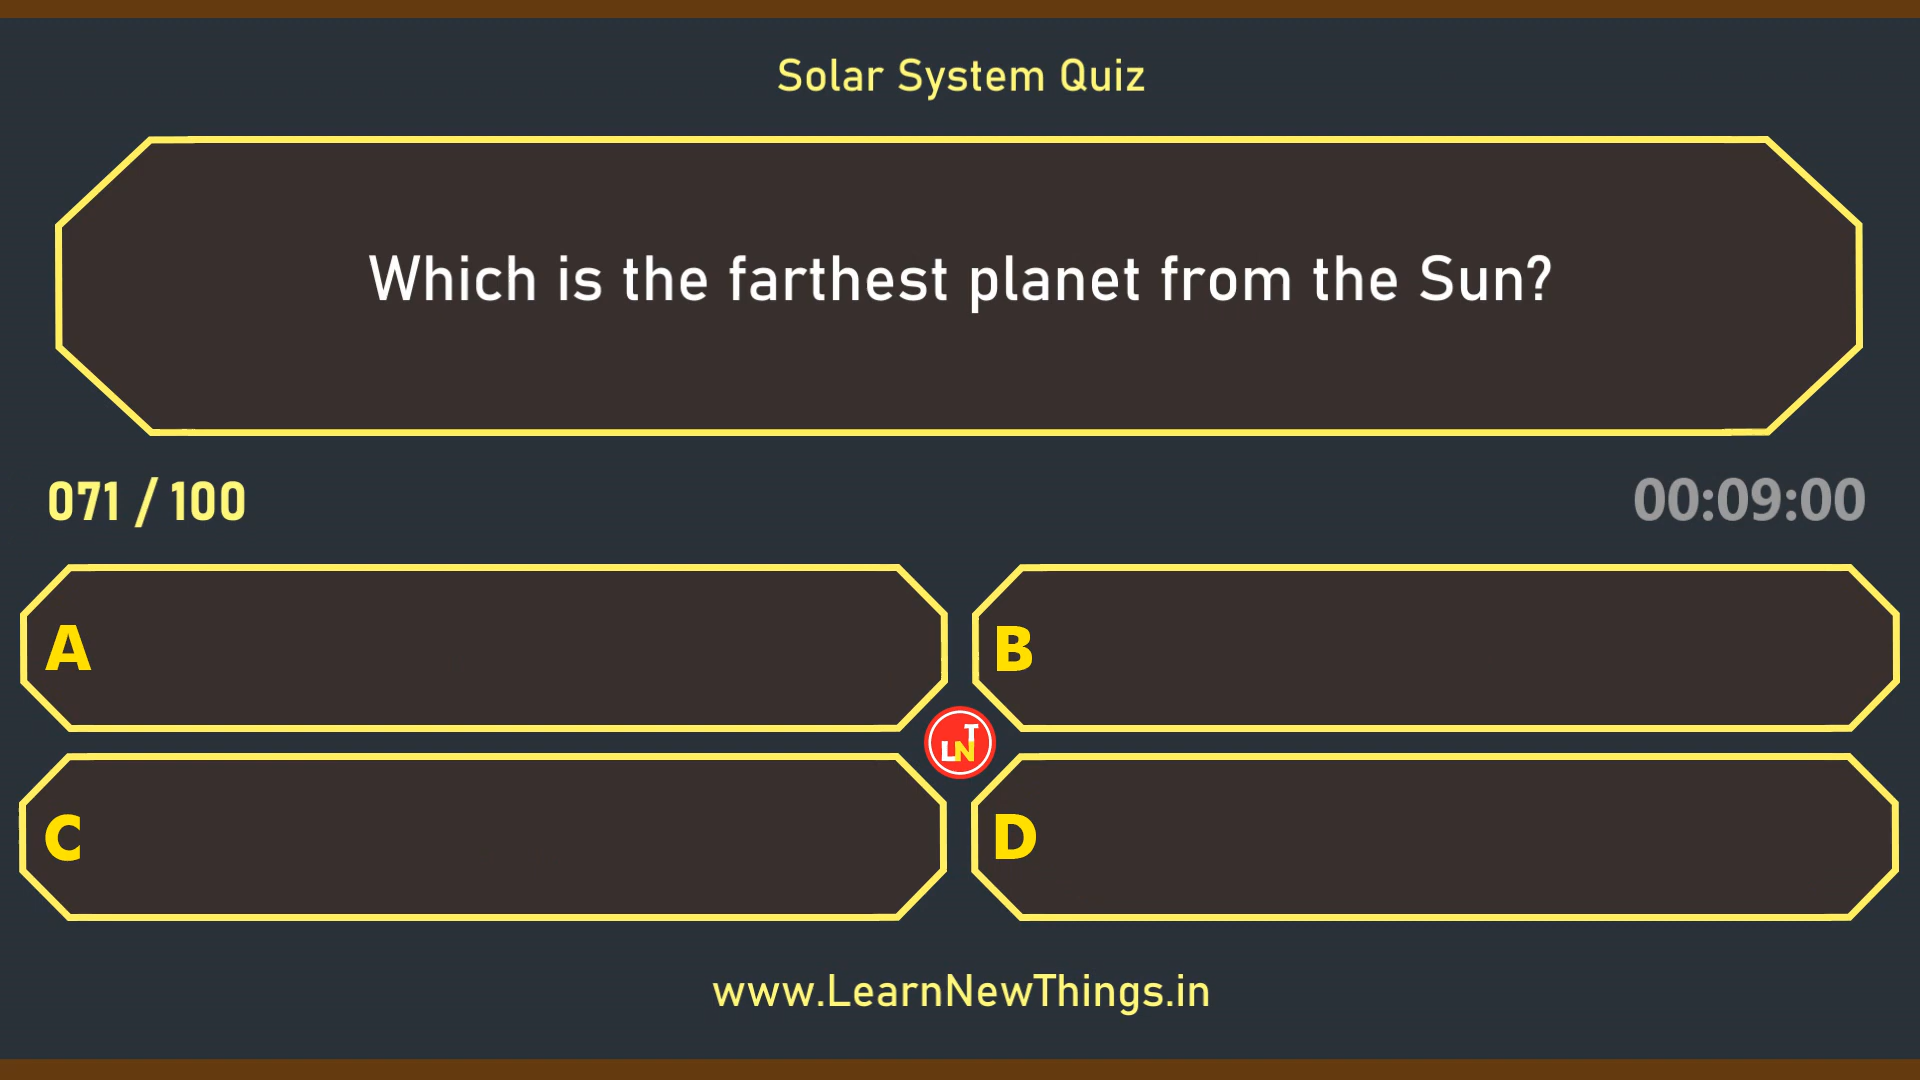 Solar System Quiz
Which is the farthest planet from the Sun?
071 / 100
00:09:00
A
B
LNT
C
D
www.LearnNewThings.in